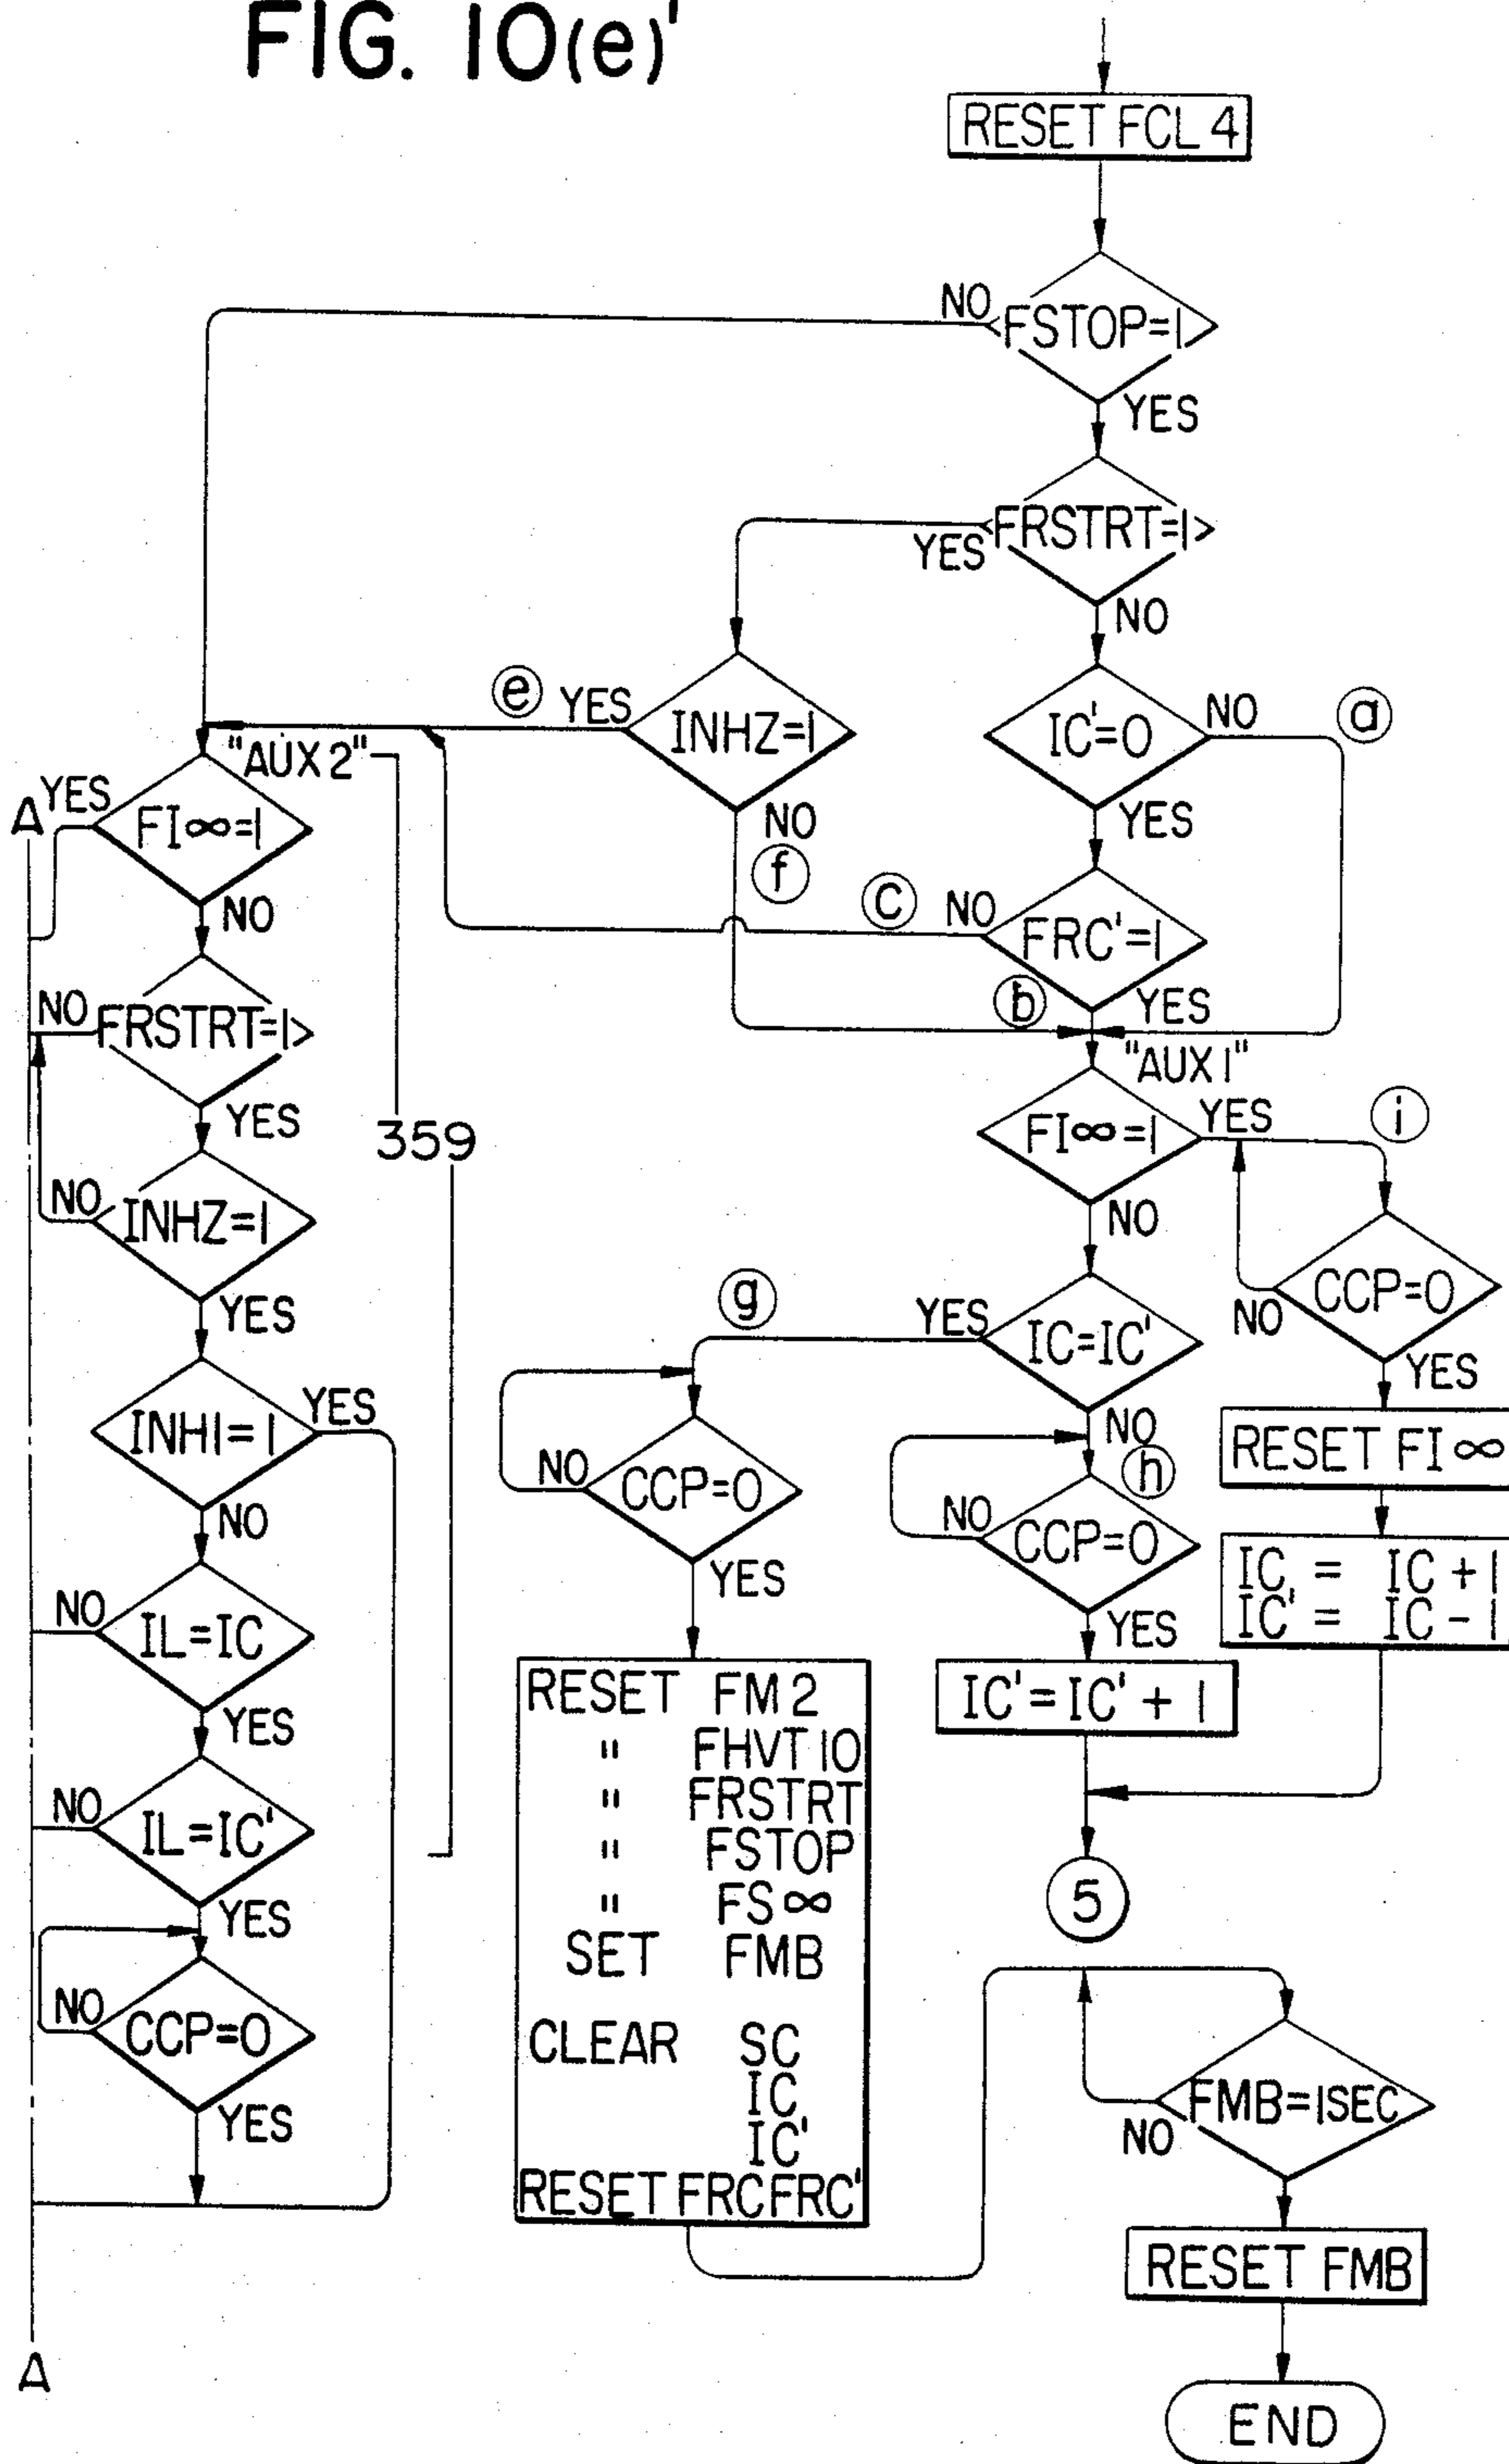 FIG. 10(e)'
RESET FCL 4
NO
FSTOP=1
YES
FRSTRT=1
YES
NO
ⓔ YES
INHZ=1
NO
ⓕ
IC'=0
NO
ⓐ
YES
ⓒ NO
FRC'=1
ⓑ
YES
"AUX 2"
A
YES
FI∞=1
NO
NO
FRSTRT=1
YES
359
NO
INHZ=1
YES
INH1=1
YES
NO
NO
IL=IC
YES
NO
IL=IC'
YES
NO
CCP=0
YES
A
"AUX 1"
FI∞=1
YES
ⓘ
NO
CCP=0
NO
YES
RESET FI∞
IC = IC + 1
IC' = IC - 1
ⓖ
YES
IC=IC'
NO
ⓗ
NO
CCP=0
YES
IC'=IC' + 1
5
NO
CCP=0
YES
RESET FM 2
" FHVT 10
" FRSTRT
" FSTOP
" FS∞
SET FMB
CLEAR SC
IC
IC'
RESET FRC FRC'
FMB=1SEC
NO
RESET FMB
END